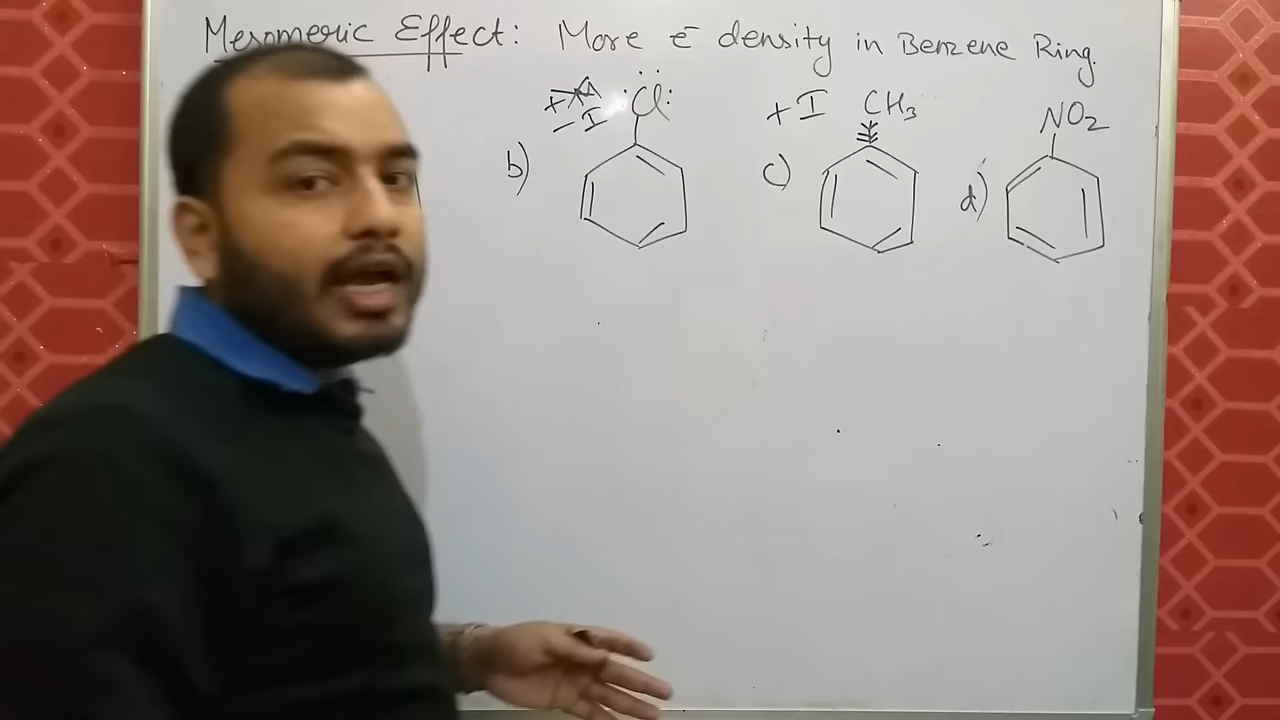 Mesomeric Effect: More e⁻ density in Benzene Ring.
b) +M -I :Cl:
c) +I CH₃
d) NO₂